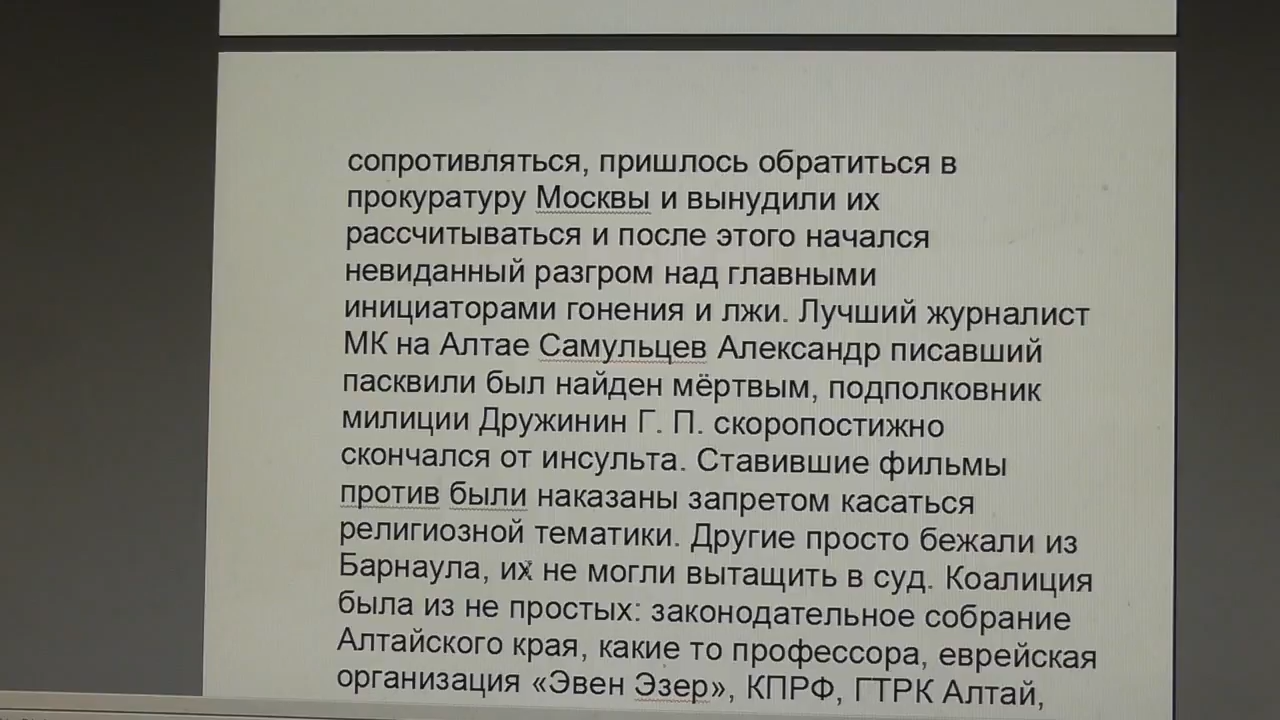 сопротивляться, пришлось обратиться в
прокуратуру Москвы и вынудили их
рассчитываться и после этого начался
невиданный разгром над главными
инициаторами гонения и лжи. Лучший журналист
МК на Алтае Самульцев Александр писавший
пасквили был найден мёртвым, подполковник
милиции Дружинин Г. П. скоропостижно
скончался от инсульта. Ставившие фильмы
против были наказаны запретом касаться
религиозной тематики. Другие просто бежали из
Барнаула, их не могли вытащить в суд. Коалиция
была из не простых: законодательное собрание
Алтайского края, какие то профессора, еврейская
организация «Эвен Эзер», КПРФ, ГТРК Алтай,